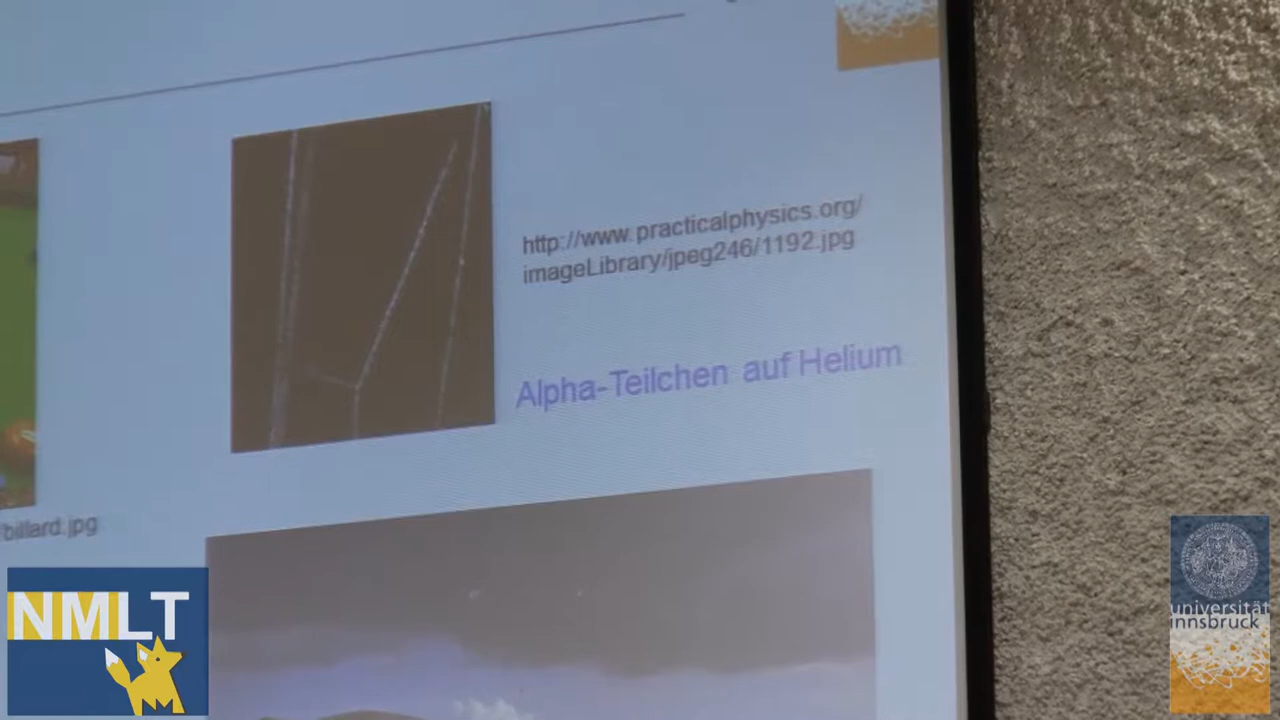 http://www.practicalphysics.org/
imageLibrary/jpeg246/1192.jpg
Alpha-Teilchen auf Helium
billard.jpg
NMLT
universität
innsbruck